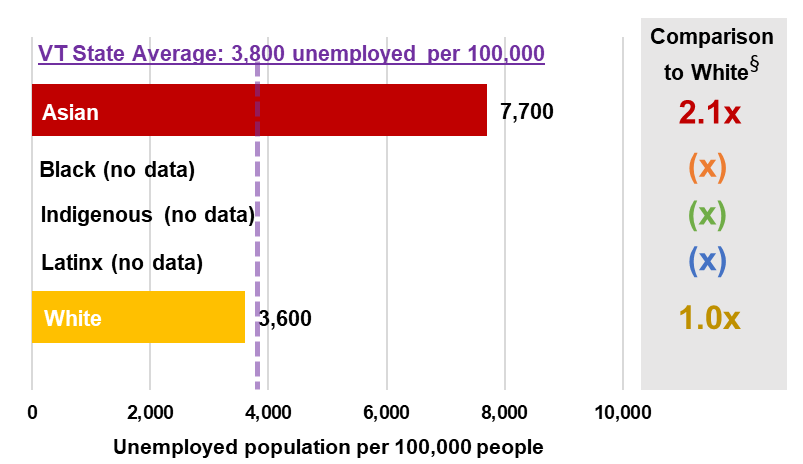 VT State Average: 3,800 unemployed per 100,000
Comparison
to White§
Asian
7,700
2.1x
Black (no data)
(x)
Indigenous (no data)
(x)
Latinx (no data)
(x)
White
3,600
1.0x
0
2,000
4,000
6,000
8,000
10,000
Unemployed population per 100,000 people